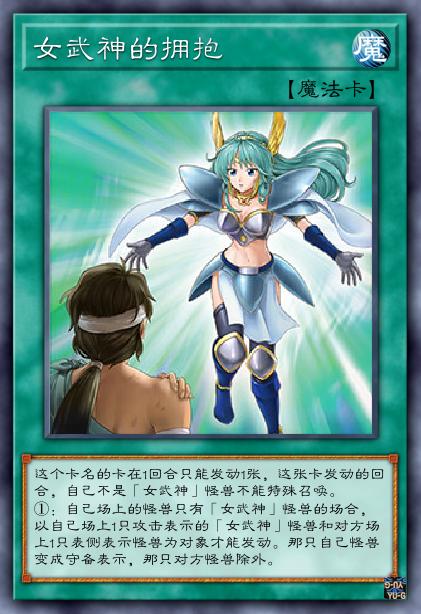 女武神的拥抱
魔
【魔法卡】
这个卡名的卡在1回合只能发动1张，这张卡发动的回
合，自己不是「女武神」怪兽不能特殊召唤。
①：自己场上的怪兽只有「女武神」怪兽的场合，
以自己场上1只攻击表示的「女武神」怪兽和对方场
上1只表侧表示怪兽为对象才能发动。那只自己怪兽
变成守备表示，那只对方怪兽除外。